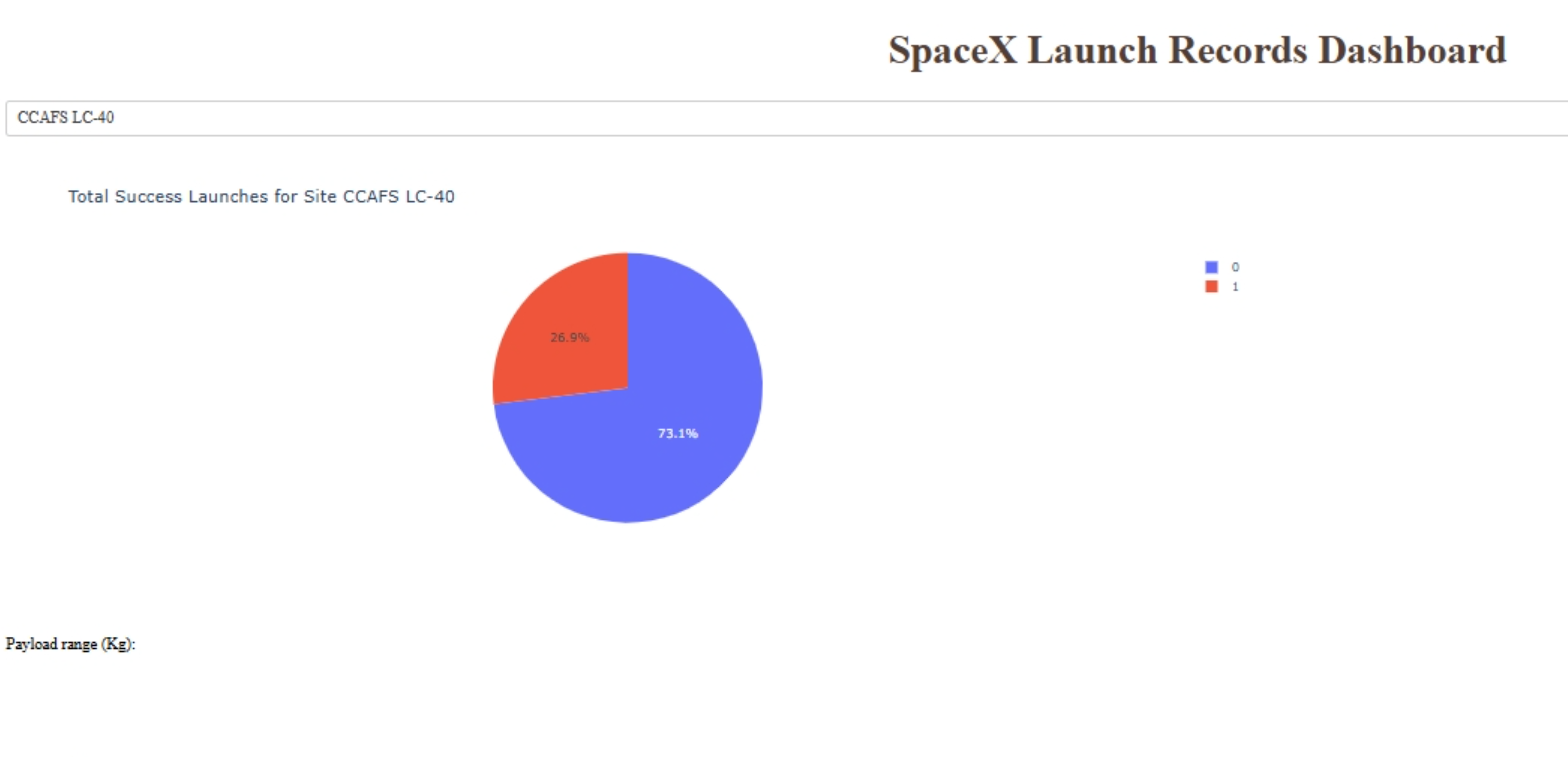 SpaceX Launch Records Dashboard
CCAFS LC-40
Total Success Launches for Site CCAFS LC-40
0
1
26.9%
73.1%
Payload range (Kg):